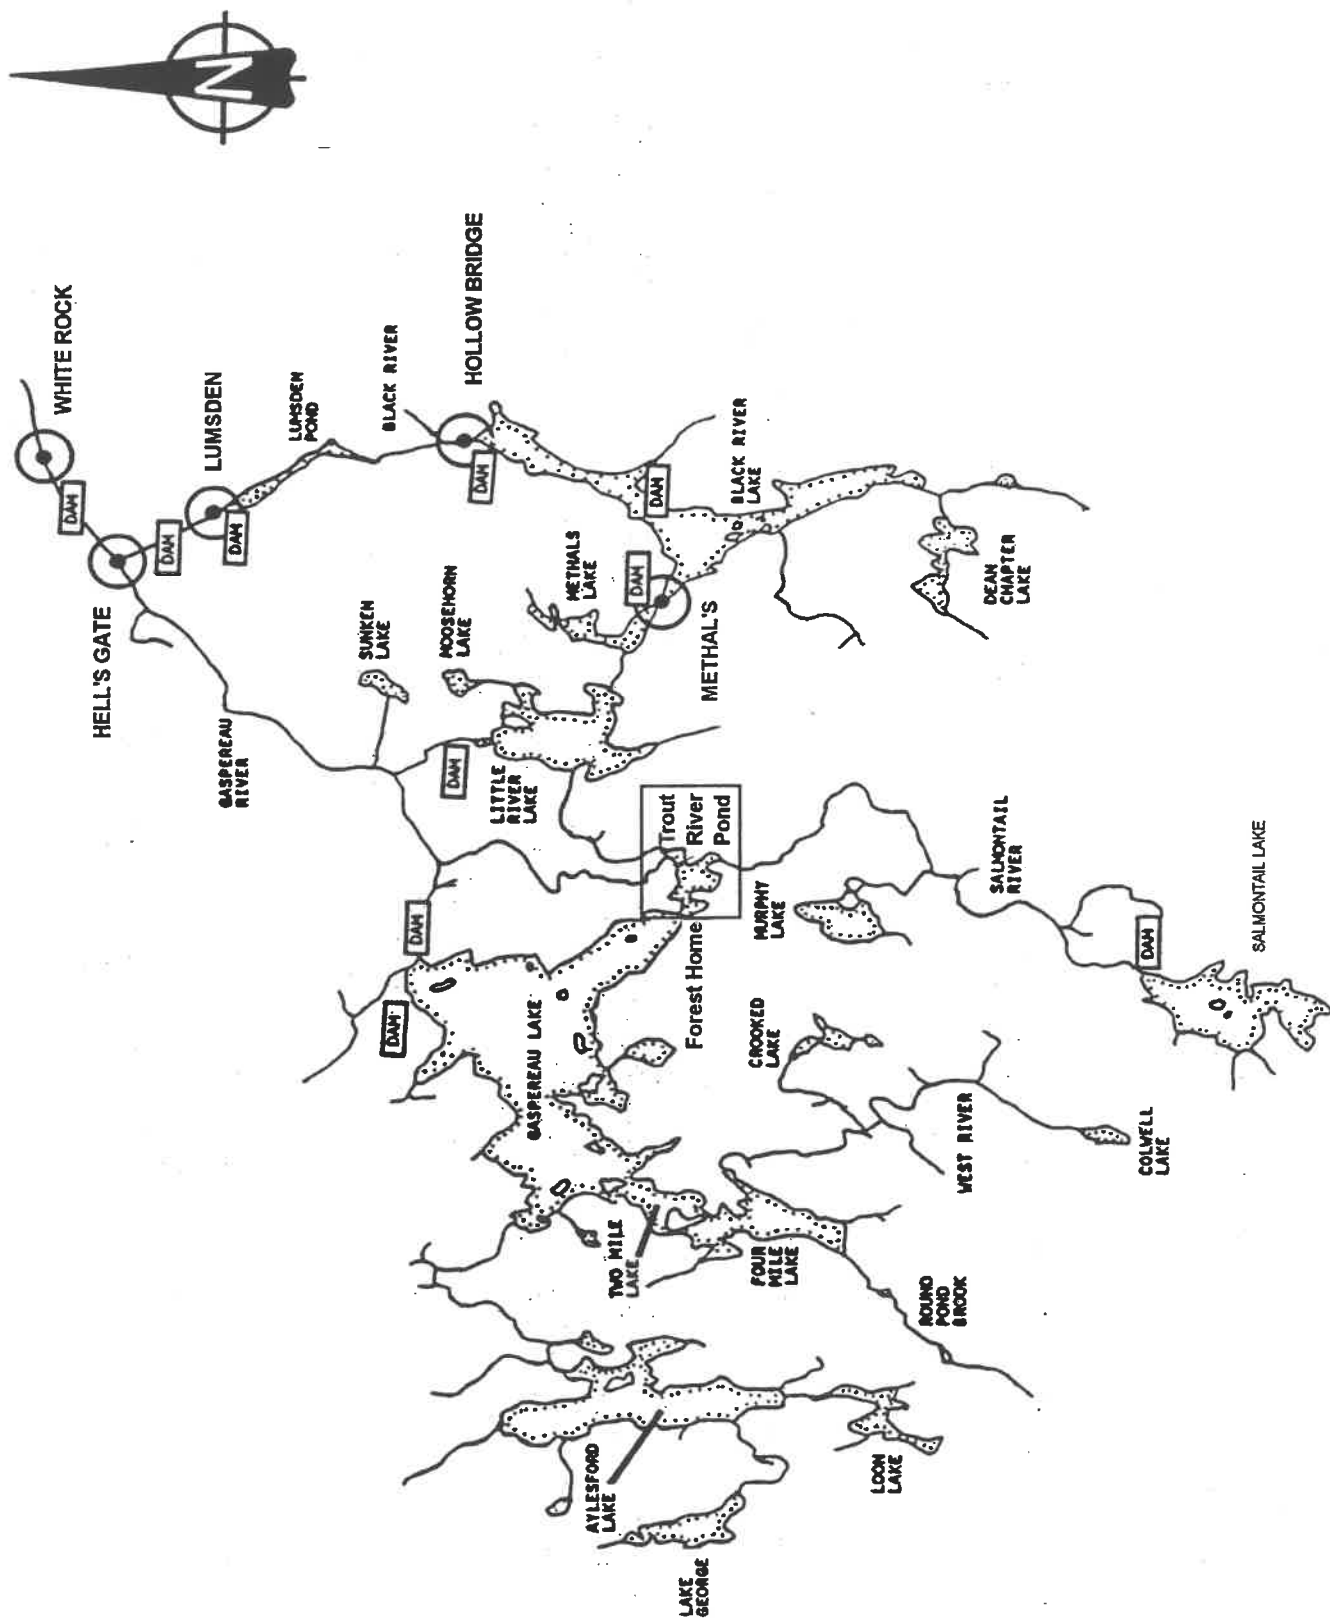 N
WHITE ROCK
DAM
HELL'S GATE
DAM
LUMSDEN
DAM
LUMSDEN
POND
BLACK RIVER
HOLLOW BRIDGE
DAM
GASPEREAU
RIVER
SUNKEN
LAKE
MOOSEHORN
LAKE
METHALS
LAKE
DAM
DAM
BLACK RIVER
LAKE
METHAL'S
DEAN
CHAPTER
LAKE
DAM
LITTLE
RIVER
LAKE
Trout
River
Pond
Forest Home
DAM
DAM
GASPEREAU LAKE
MURPHY
LAKE
SALMONTAIL
RIVER
DAM
SALMONTAIL LAKE
CROOKED
LAKE
WEST RIVER
COLWELL
LAKE
TWO MILE
LAKE
FOUR
MILE
LAKE
ROUND
POND
BROOK
AYLESFORD
LAKE
LOON
LAKE
LAKE
GEORGE